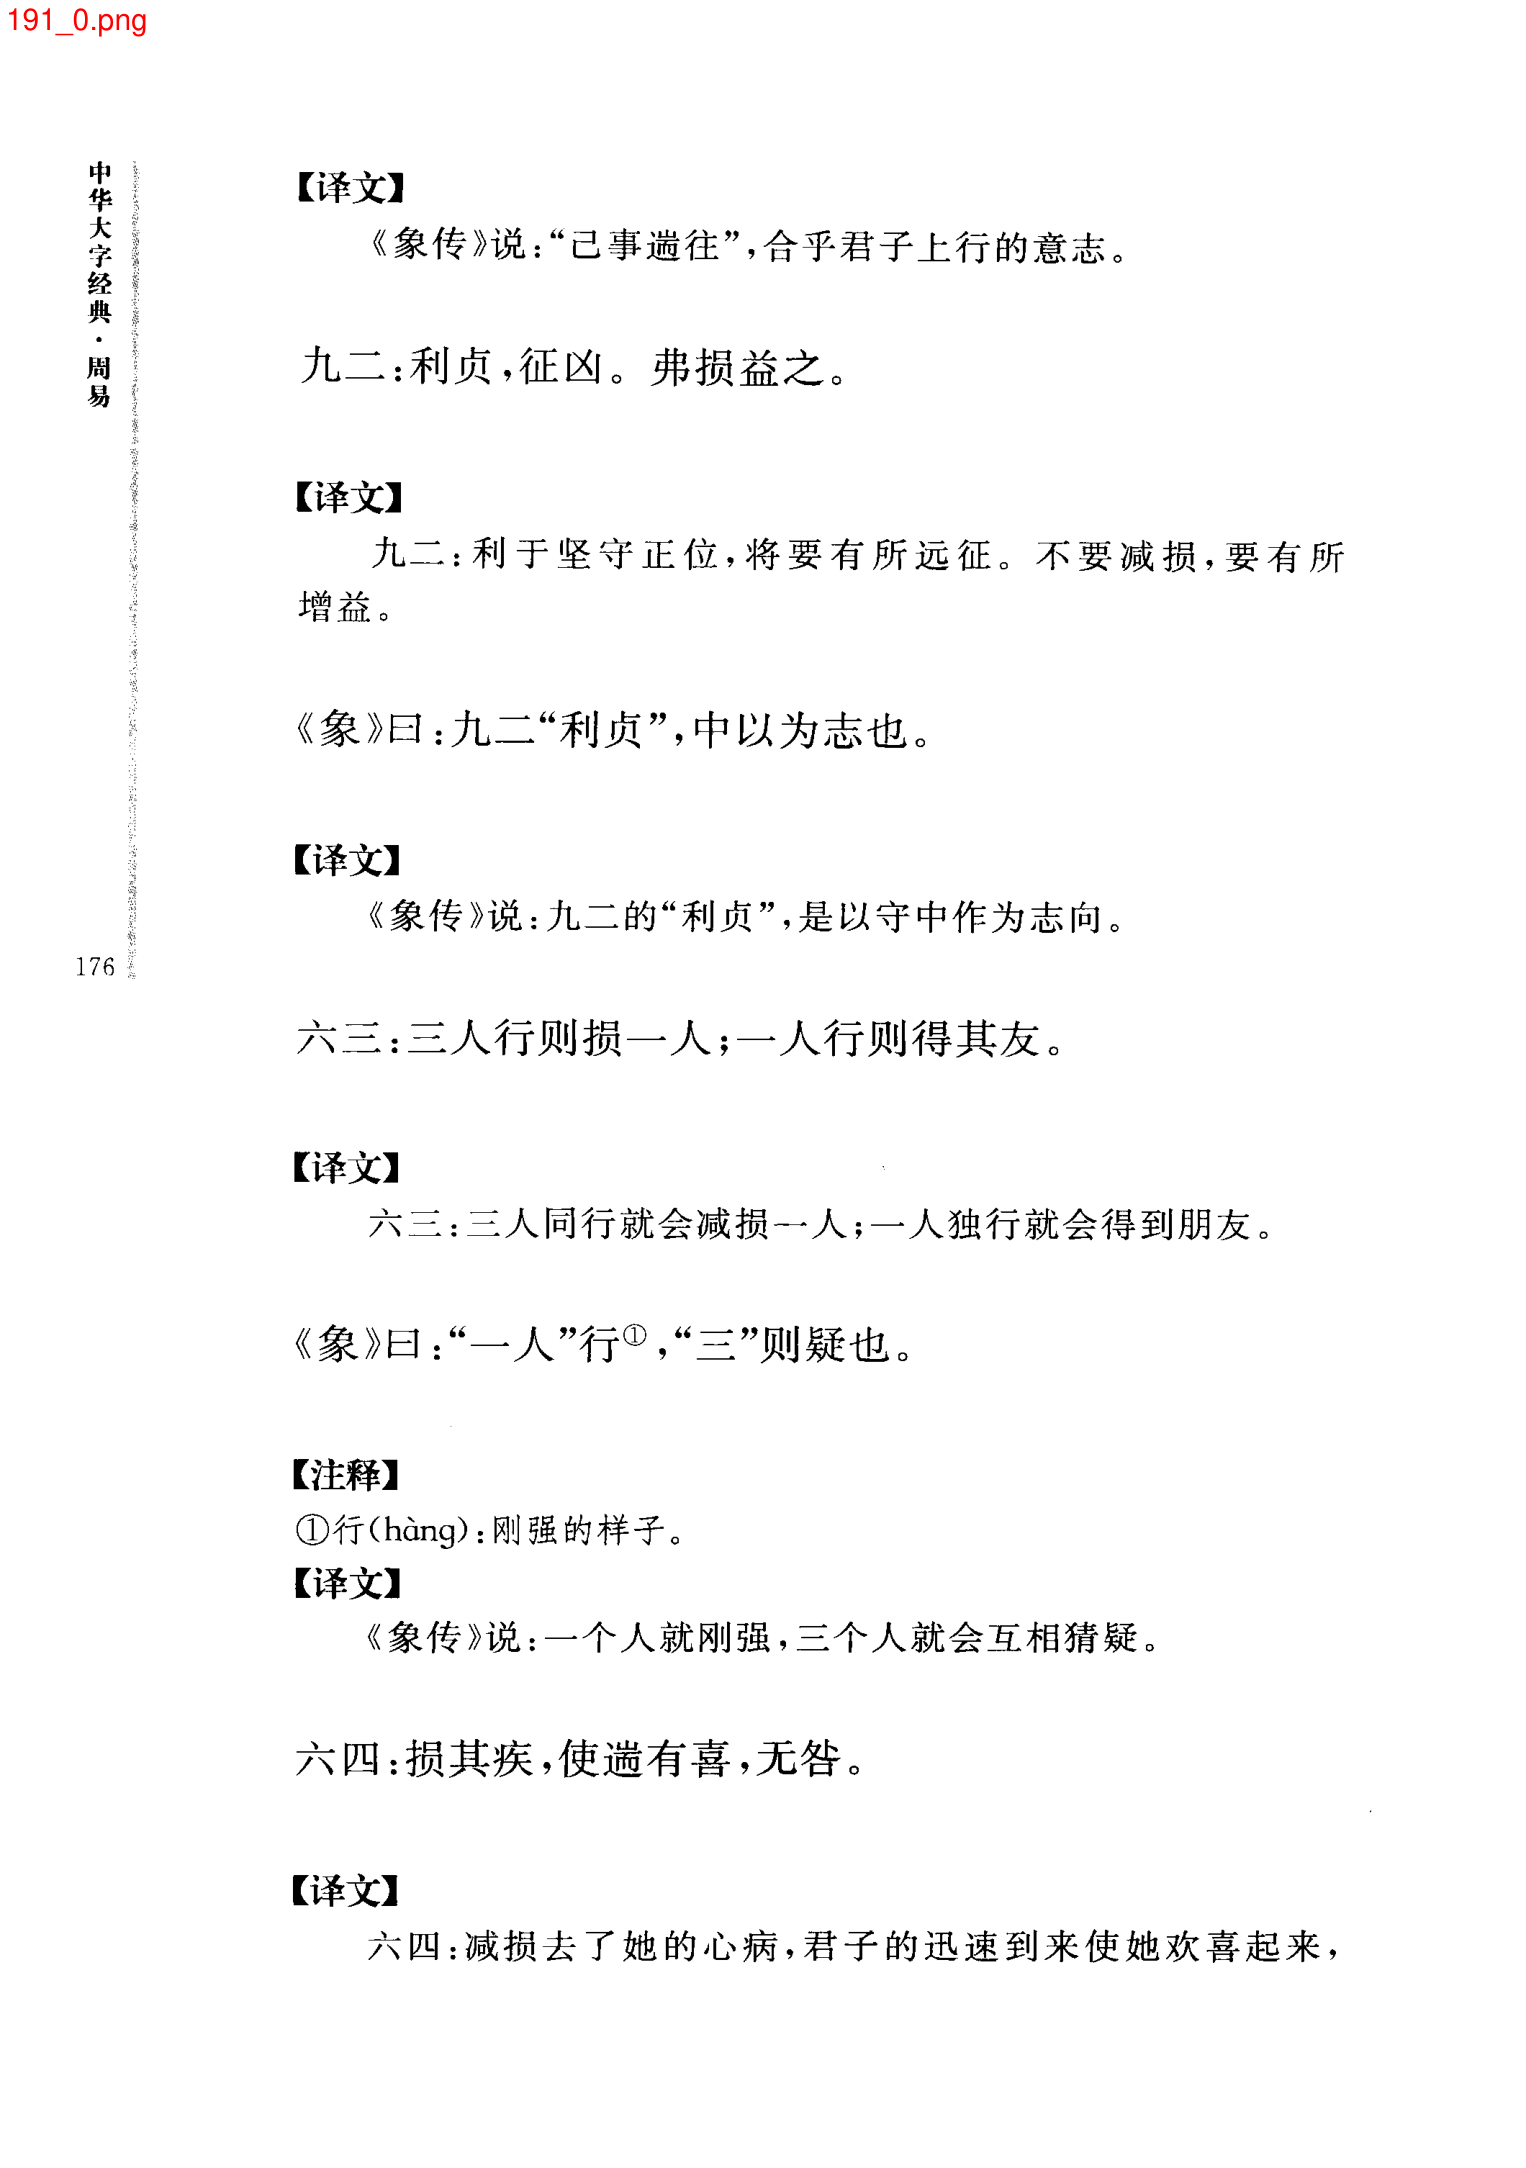 191_0.png
中华大字经典·周易
176
【译文】
《象传》说：“己事遄往”，合乎君子上行的意志。
九二：利贞，征凶。弗损益之。
【译文】
九二：利于坚守正位，将要有所远征。不要减损，要有所
增益。
《象》曰：九二“利贞”，中以为志也。
【译文】
《象传》说：九二的“利贞”，是以守中作为志向。
六三：三人行则损一人；一人行则得其友。
【译文】
六三：三人同行就会减损一人；一人独行就会得到朋友。
《象》曰：“一人”行①，“三”则疑也。
【注释】
①行(hàng)：刚强的样子。
【译文】
《象传》说：一个人就刚强，三个人就会互相猜疑。
六四：损其疾，使遄有喜，无咎。
【译文】
六四：减损去了她的心病，君子的迅速到来使她欢喜起来，